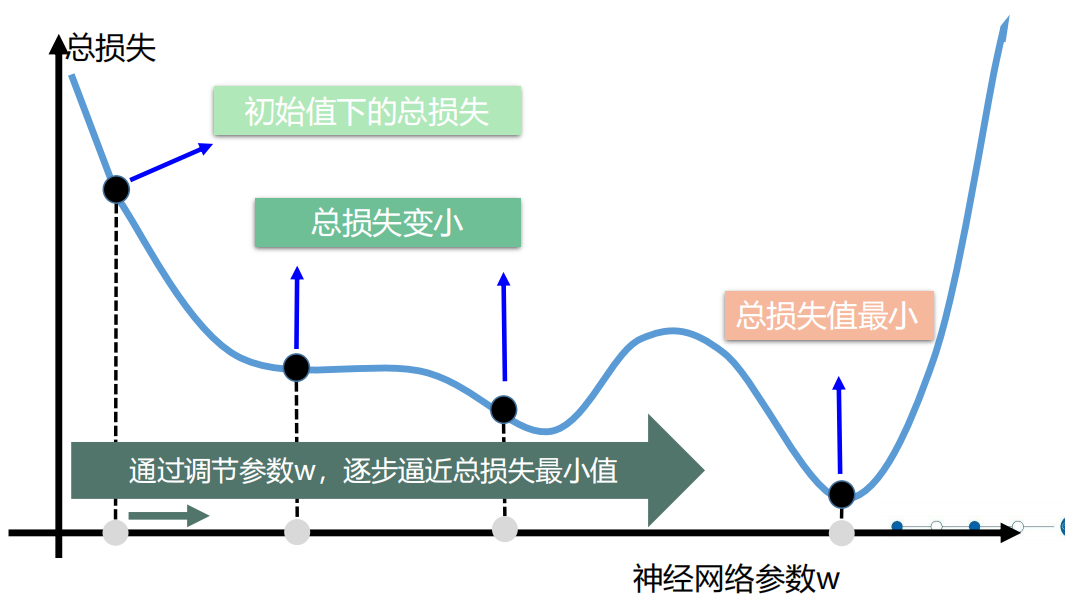 总损失
初始值下的总损失
总损失变小
总损失值最小
通过调节参数w，逐步逼近总损失最小值
神经网络参数w